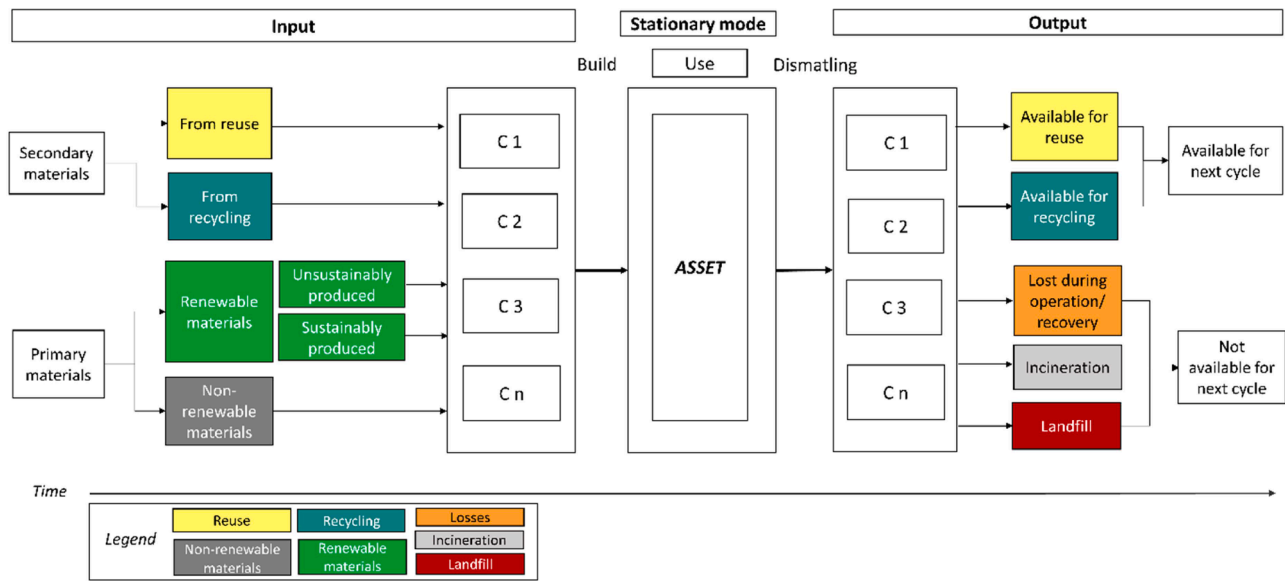 Input
Stationary mode
Output
Build
Use
Dismatling
Secondary
materials
From reuse
From
recycling
Primary
materials
Renewable
materials
Unsustainably
produced
Sustainably
produced
Non-
renewable
materials
C 1
C 2
C 3
C n
ASSET
C 1
C 2
C 3
C n
Available for
reuse
Available for
recycling
Lost during
operation/
recovery
Incineration
Landfill
Available for
next cycle
Not
available for
next cycle
Time
Legend
Reuse
Recycling
Losses
Non-renewable
materials
Renewable
materials
Incineration
Landfill